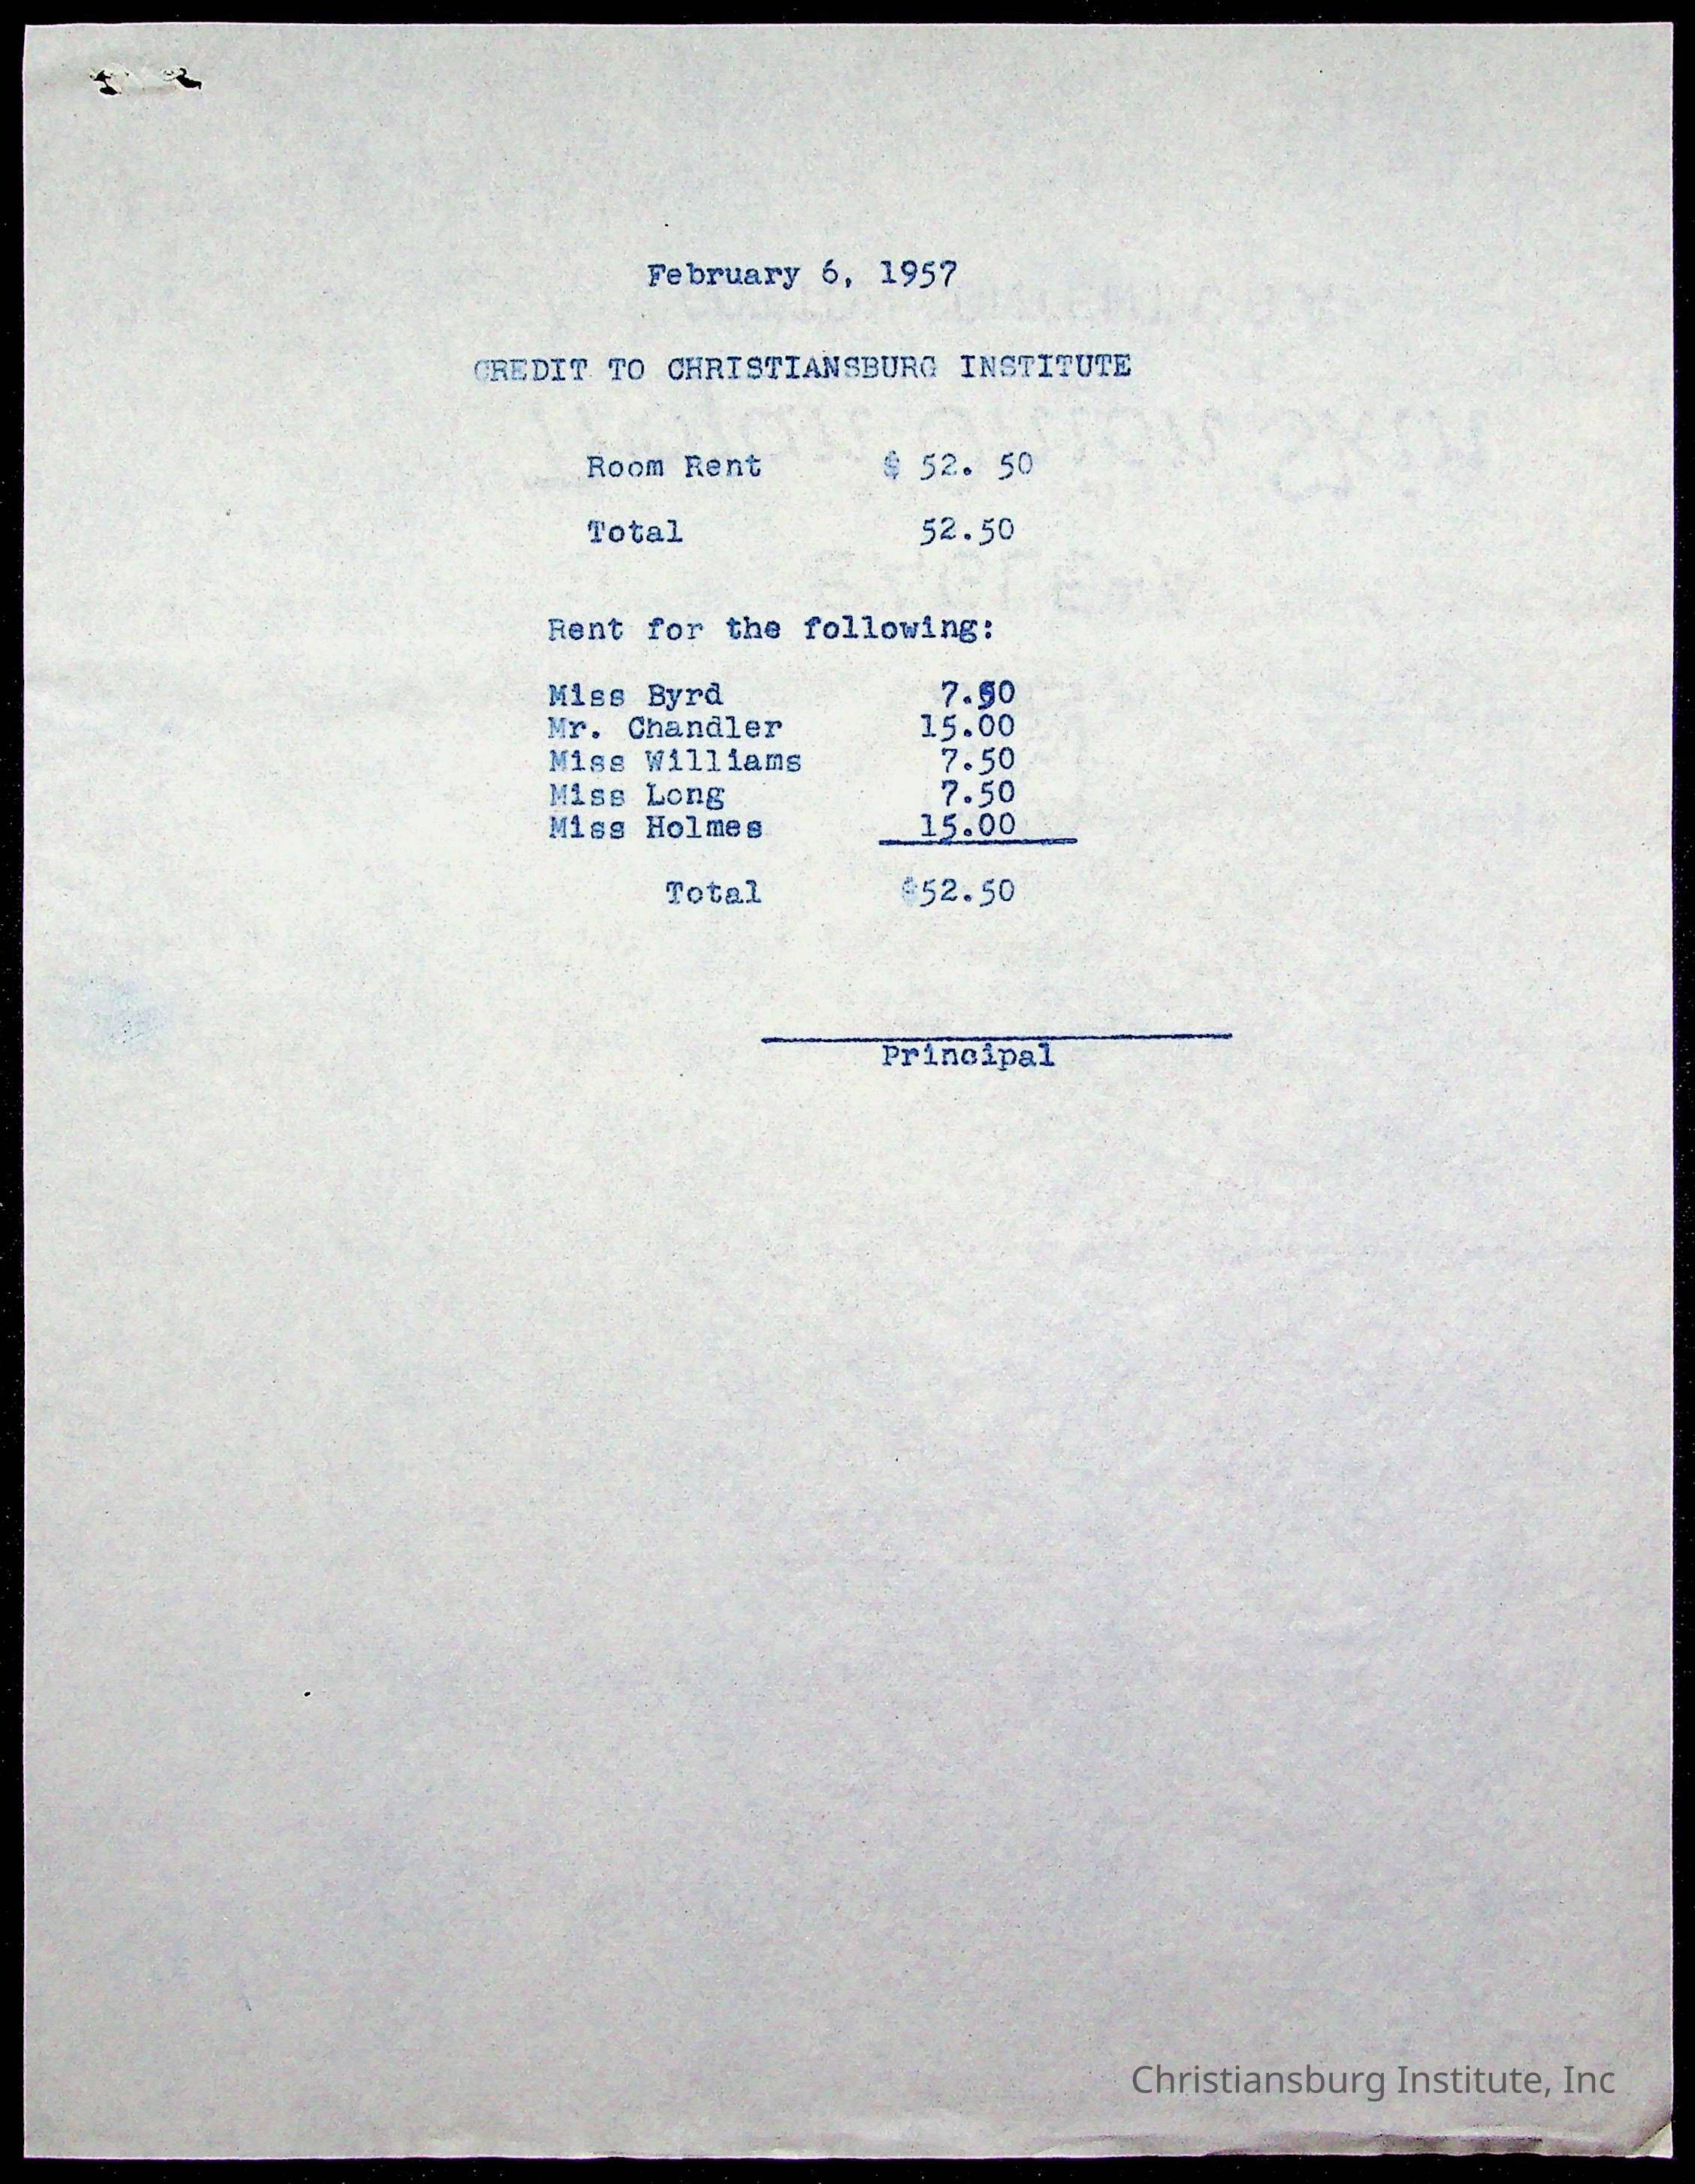 February 6, 1957
CREDIT TO CHRISTIANSBURG INSTITUTE
Room Rent $ 52. 50
Total 52.50
Rent for the following:
Miss Byrd 7.50
Mr. Chandler 15.00
Miss Williams 7.50
Miss Long 7.50
Miss Holmes 15.00
Total $52.50
Principal
Christiansburg Institute, Inc